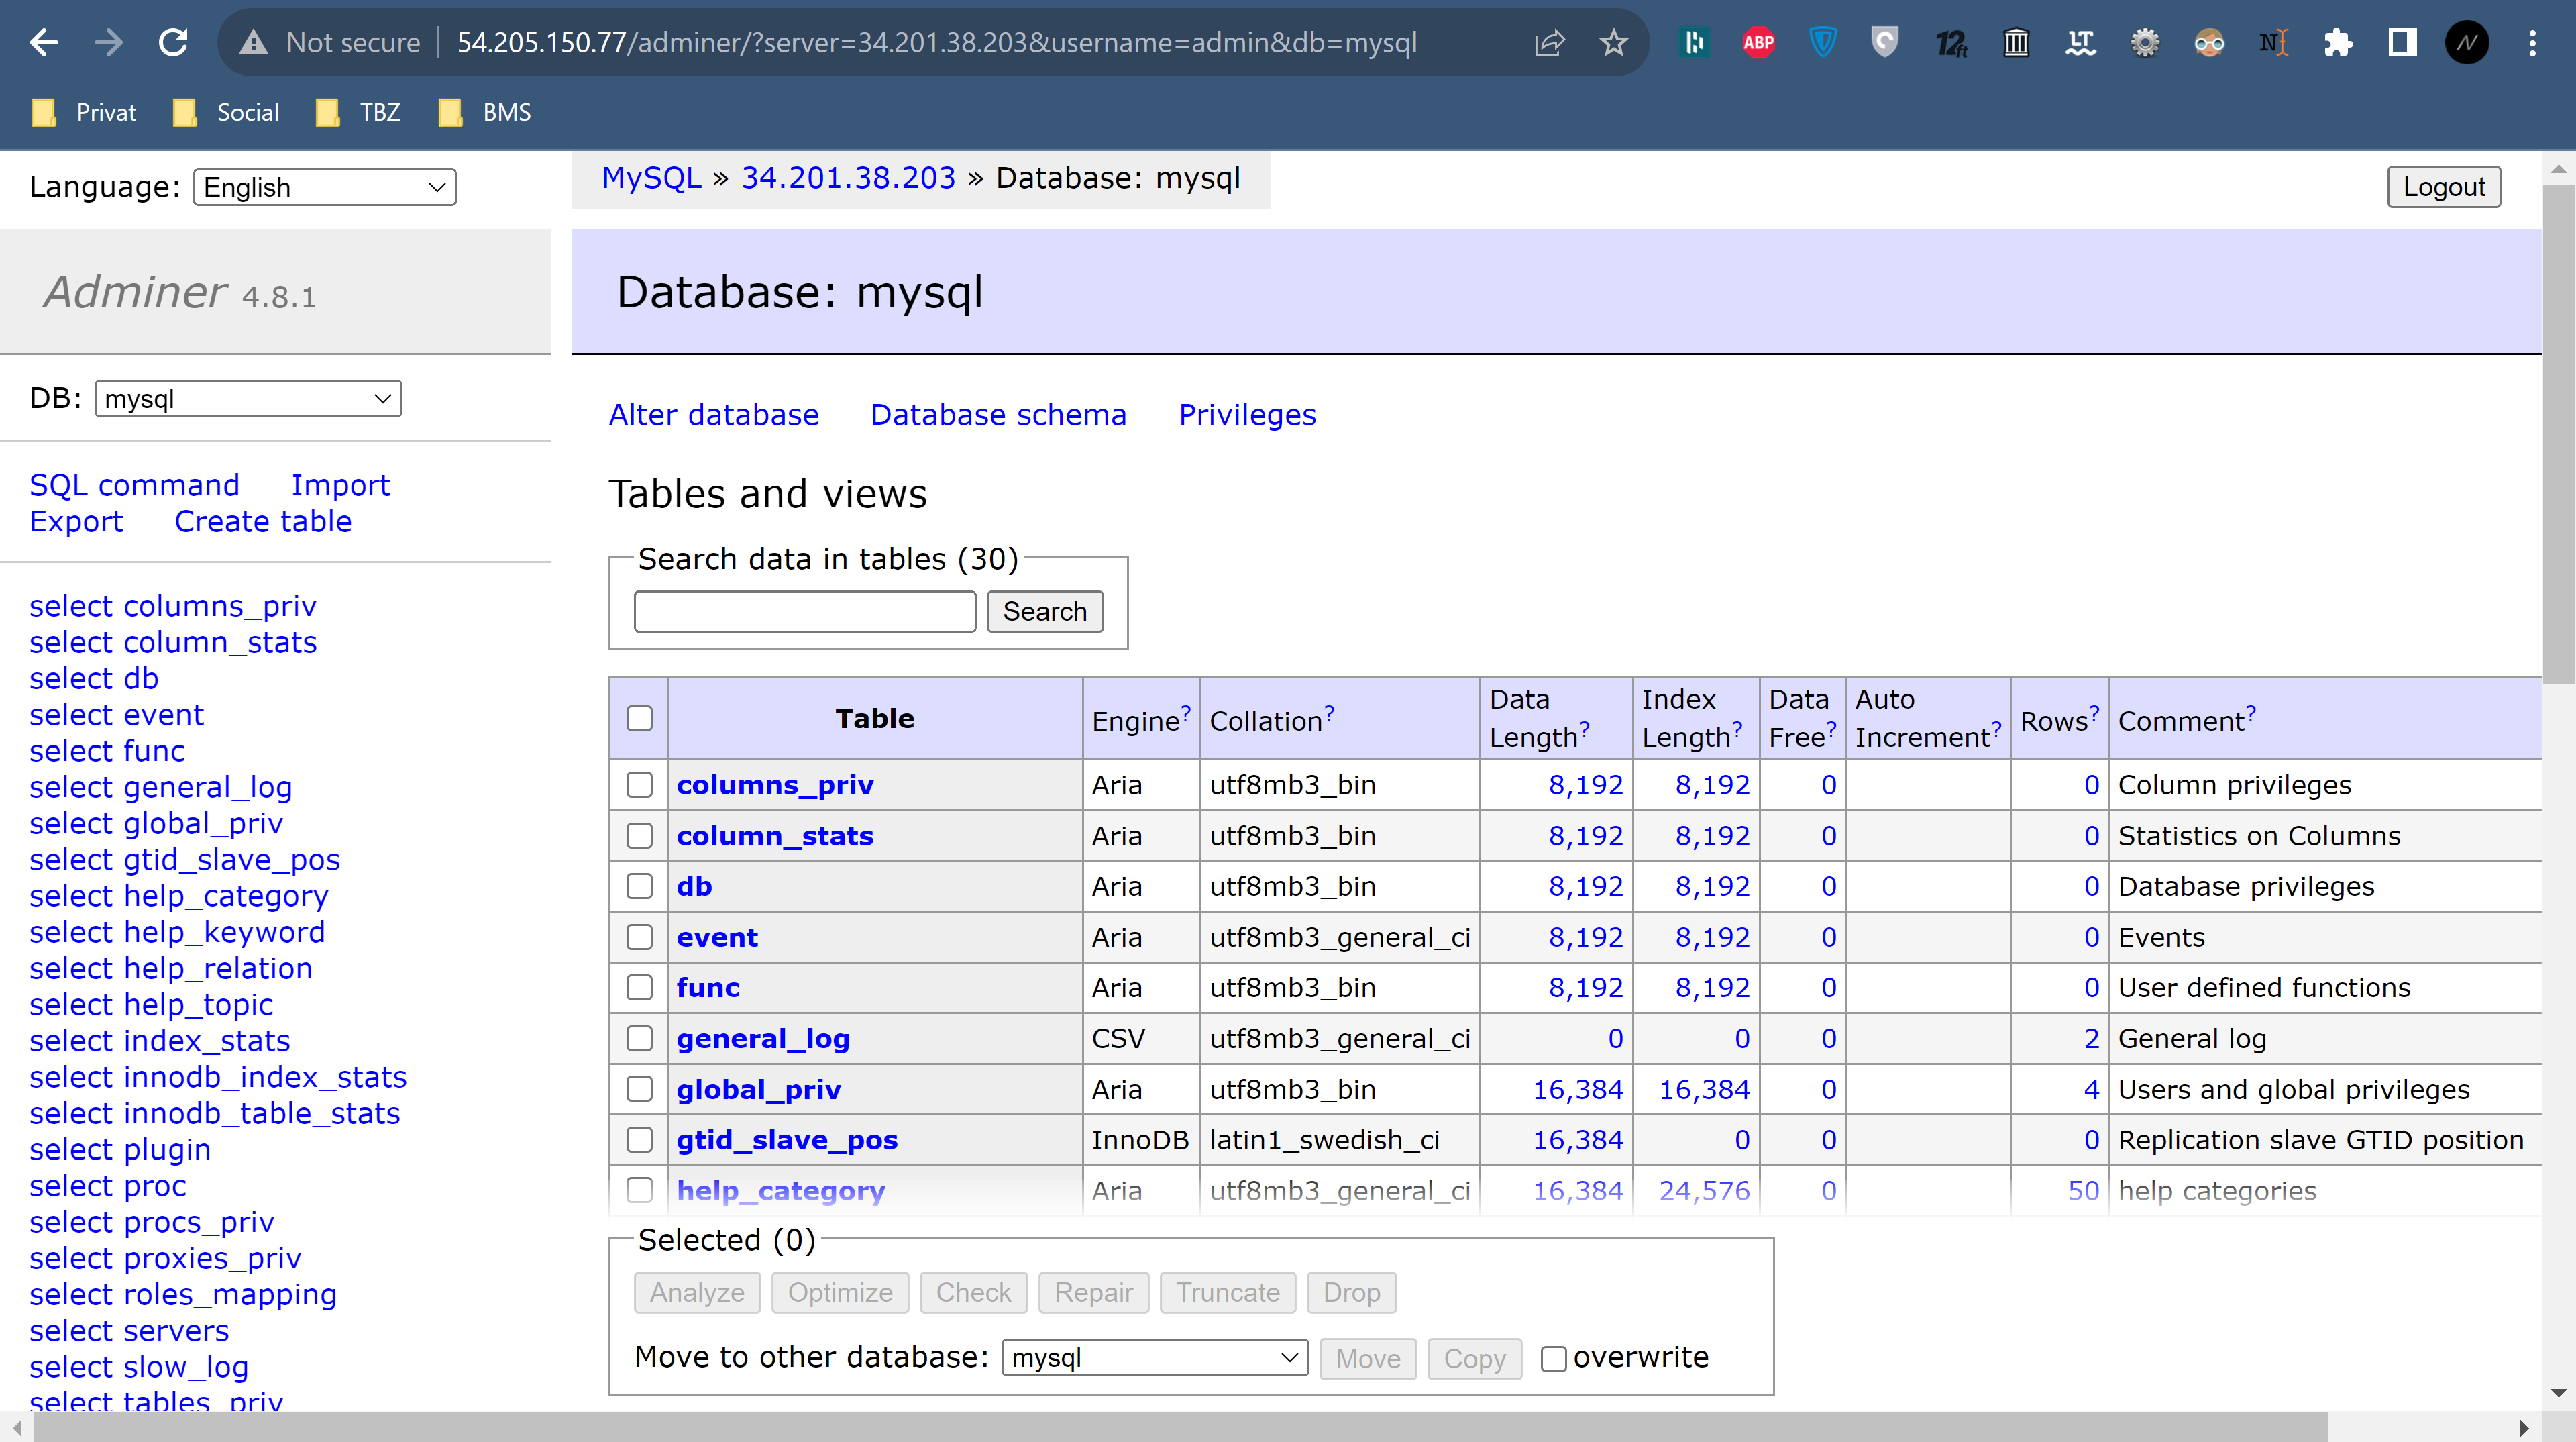 Not secure 54.205.150.77/adminer/?server=34.201.38.203&username=admin&db=mysql
ABP 12ft LT N N
Privat Social TBZ BMS
Language: English
MySQL » 34.201.38.203 » Database: mysql
Logout
Adminer 4.8.1
Database: mysql
DB: mysql
Alter database Database schema Privileges
SQL command Import
Export Create table
select columns_priv
select column_stats
select db
select event
select func
select general_log
select global_priv
select gtid_slave_pos
select help_category
select help_keyword
select help_relation
select help_topic
select index_stats
select innodb_index_stats
select innodb_table_stats
select plugin
select proc
select procs_priv
select proxies_priv
select roles_mapping
select servers
select slow_log
select tables_priv
Tables and views
Search data in tables (30)
Search
Table Engine? Collation? Data Length? Index Length? Data Free? Auto Increment? Rows? Comment?
columns_priv Aria utf8mb3_bin 8,192 8,192 0 0 Column privileges
column_stats Aria utf8mb3_bin 8,192 8,192 0 0 Statistics on Columns
db Aria utf8mb3_bin 8,192 8,192 0 0 Database privileges
event Aria utf8mb3_general_ci 8,192 8,192 0 0 Events
func Aria utf8mb3_bin 8,192 8,192 0 0 User defined functions
general_log CSV utf8mb3_general_ci 0 0 0 2 General log
global_priv Aria utf8mb3_bin 16,384 16,384 0 4 Users and global privileges
gtid_slave_pos InnoDB latin1_swedish_ci 16,384 0 0 0 Replication slave GTID position
help_category Aria utf8mb3_general_ci 16,384 24,576 0 50 help categories
Selected (0)
Analyze Optimize Check Repair Truncate Drop
Move to other database: mysql Move Copy overwrite